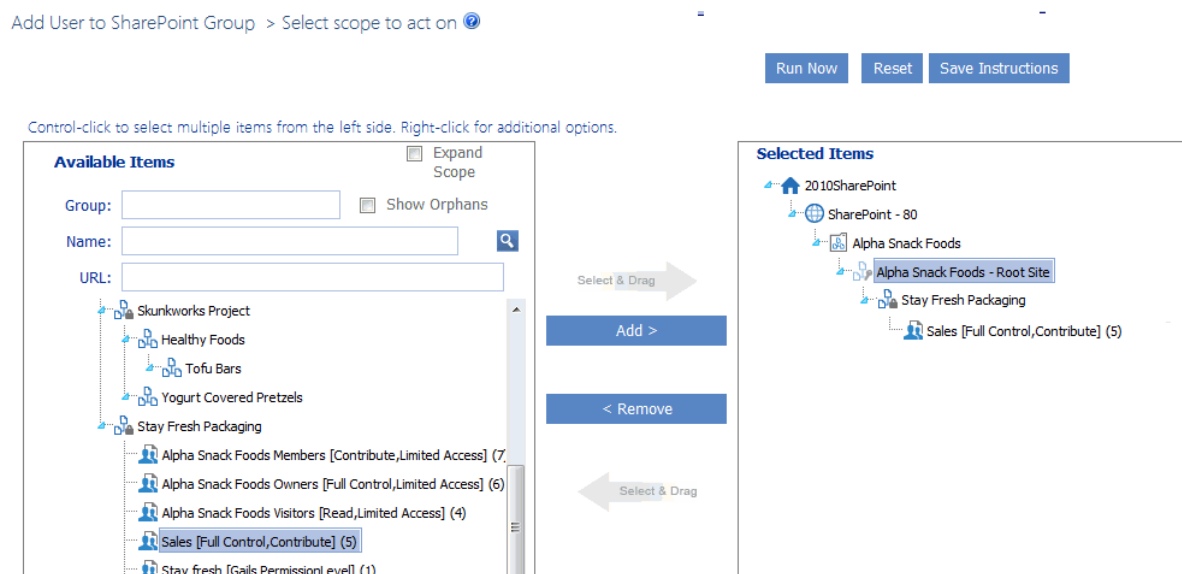 Add User to SharePoint Group > Select scope to act on
Run Now Reset Save Instructions
Control-click to select multiple items from the left side. Right-click for additional options.
Available Items
Expand Scope
Group:
Show Orphans
Name:
URL:
Skunkworks Project
Healthy Foods
Tofu Bars
Yogurt Covered Pretzels
Stay Fresh Packaging
Alpha Snack Foods Members [Contribute,Limited Access] (7
Alpha Snack Foods Owners [Full Control,Limited Access] (6)
Alpha Snack Foods Visitors [Read,Limited Access] (4)
Sales [Full Control,Contribute] (5)
Stay fresh [Gails PermissionLevel] (1)
Select & Drag
Add >
< Remove
Select & Drag
Selected Items
2010SharePoint
SharePoint - 80
Alpha Snack Foods
Alpha Snack Foods - Root Site
Stay Fresh Packaging
Sales [Full Control,Contribute] (5)